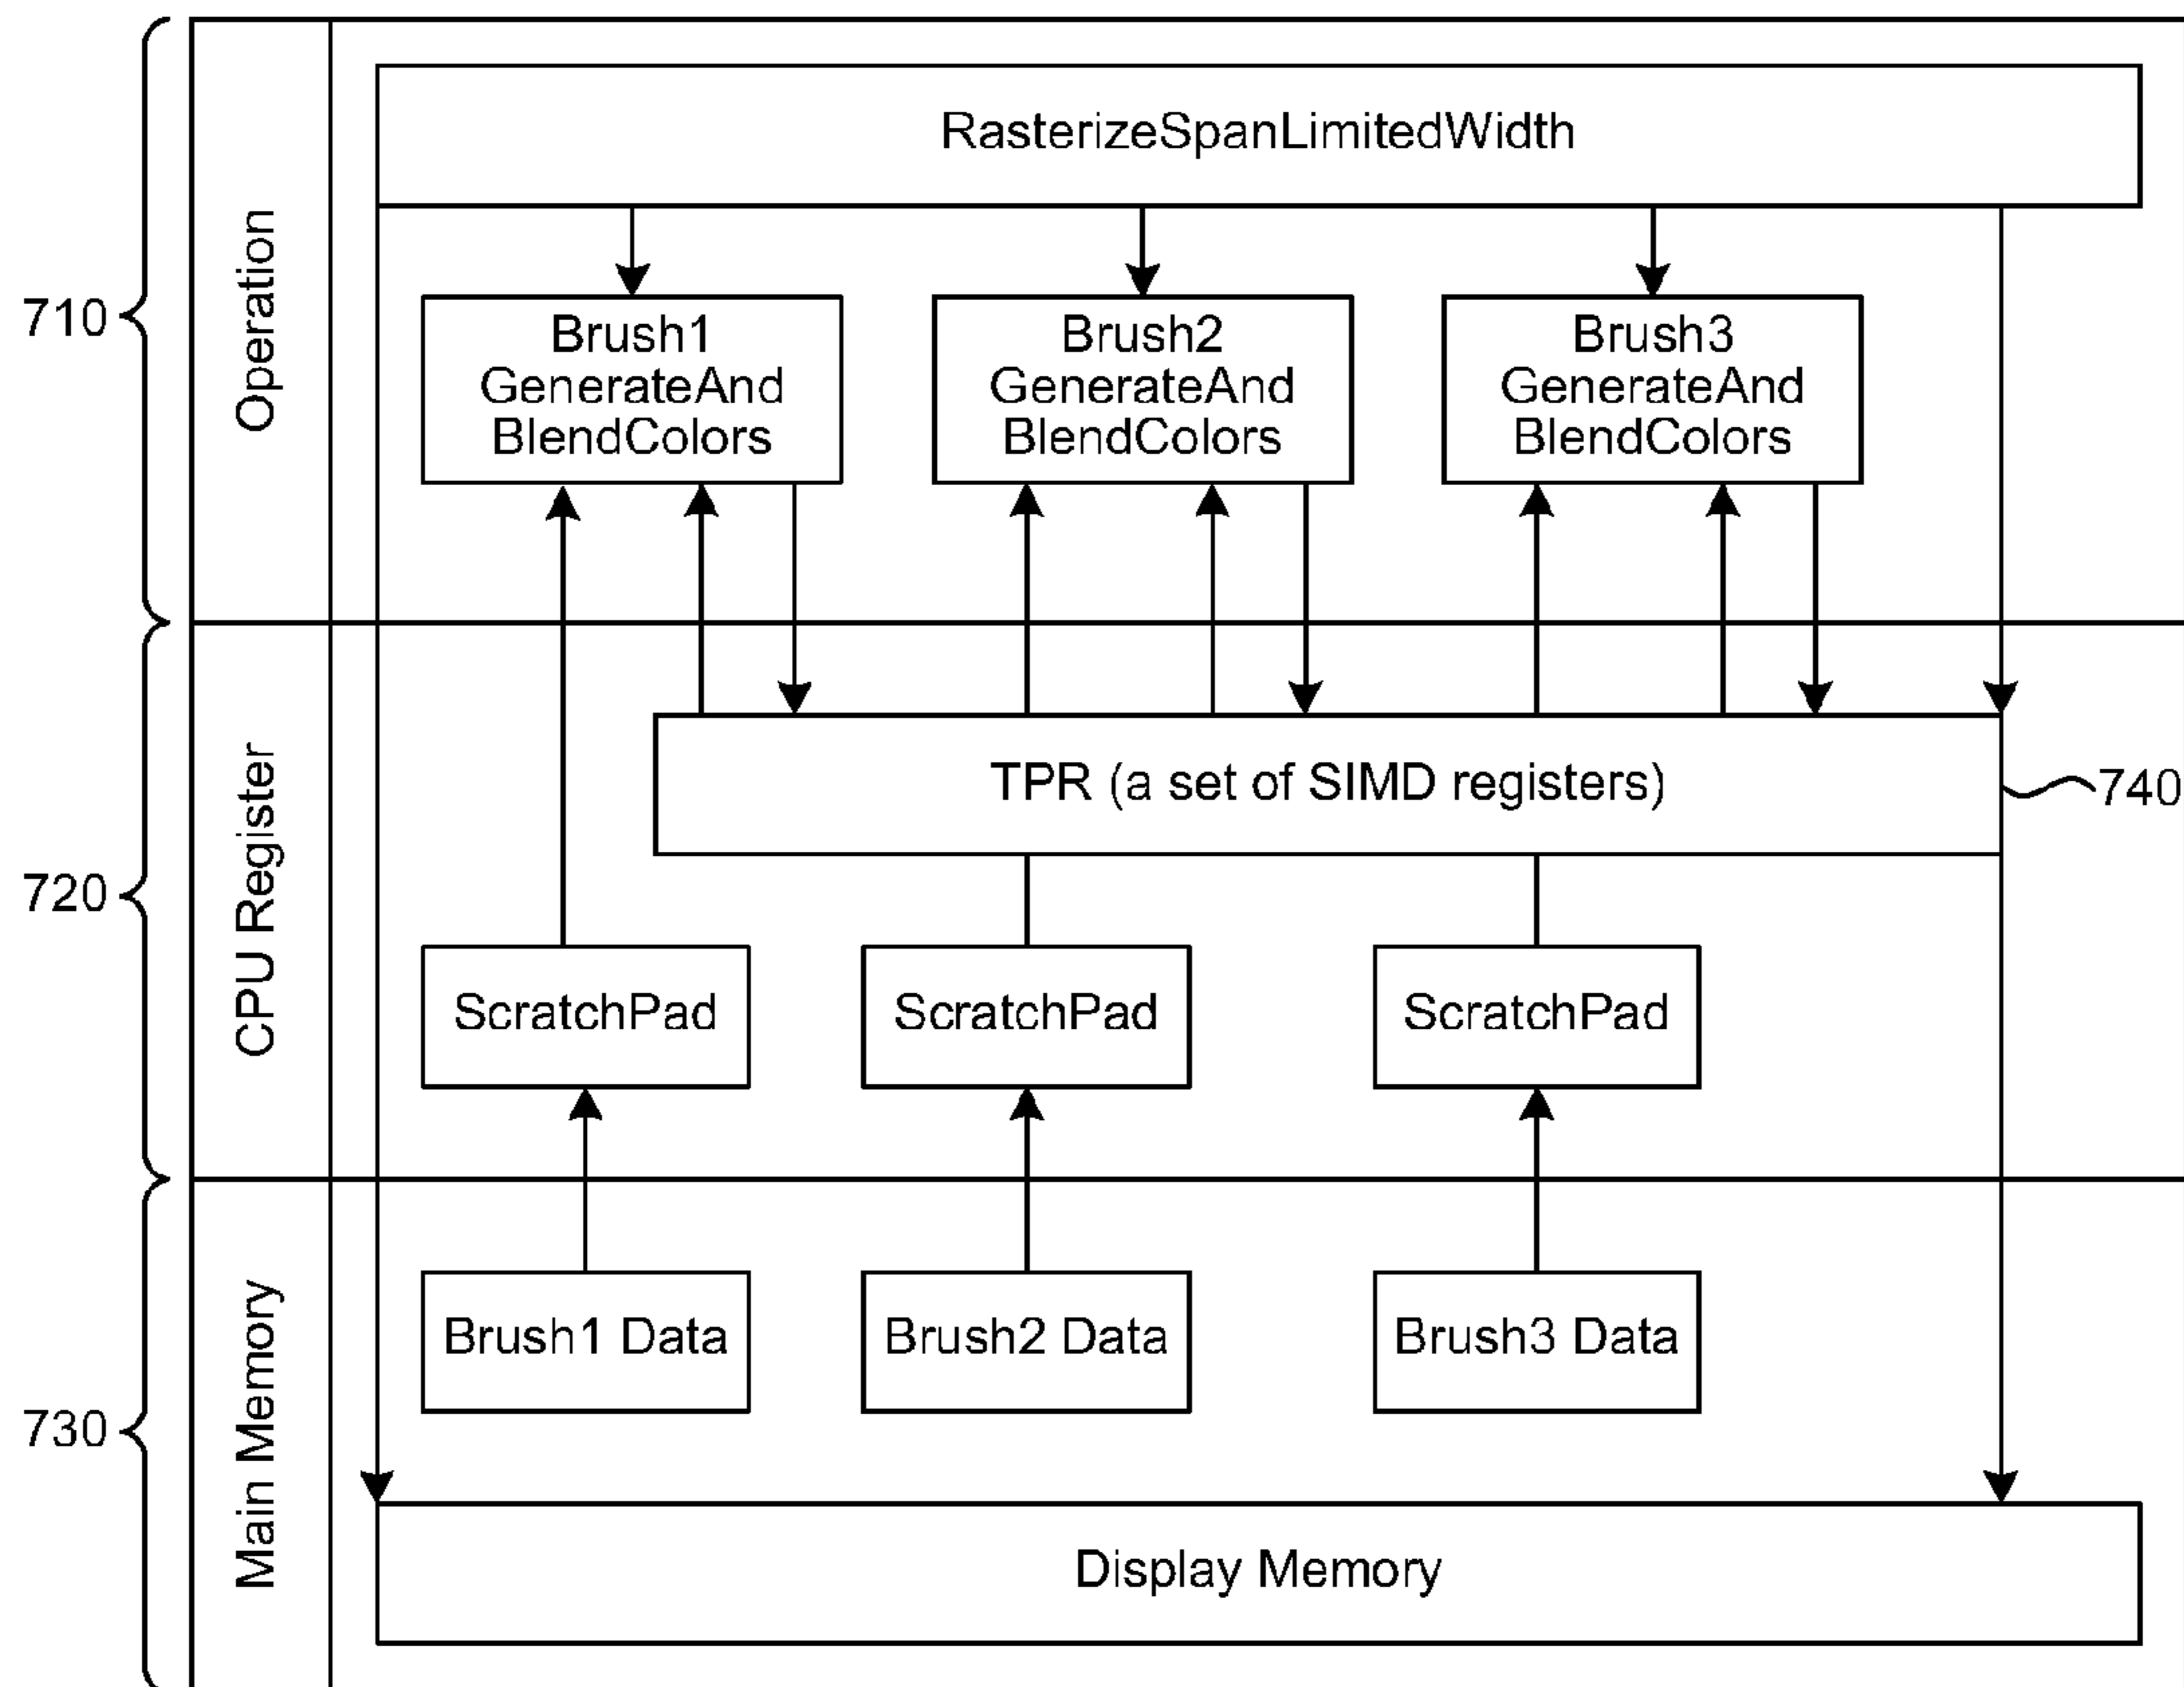 710
Operation
RasterizeSpanLimitedWidth
Brush1
GenerateAnd
BlendColors
Brush2
GenerateAnd
BlendColors
Brush3
GenerateAnd
BlendColors
720
CPU Register
TPR (a set of SIMD registers)
740
ScratchPad
ScratchPad
ScratchPad
730
Main Memory
Brush1 Data
Brush2 Data
Brush3 Data
Display Memory